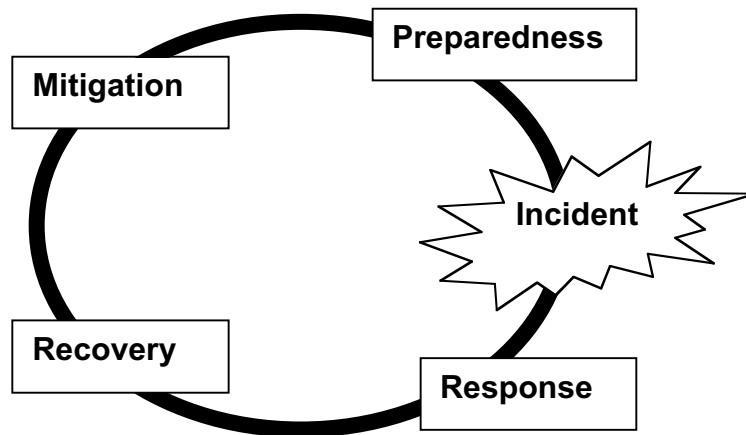 Preparedness
Mitigation
Incident
Recovery
Response